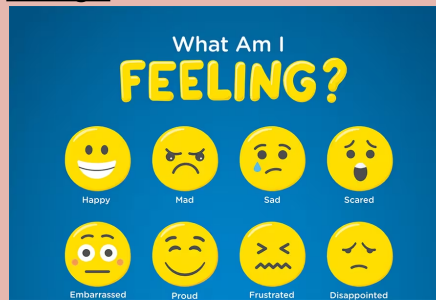 What Am I
FEELING?
Happy Mad Sad Scared
Embarrassed Proud Frustrated Disappointed